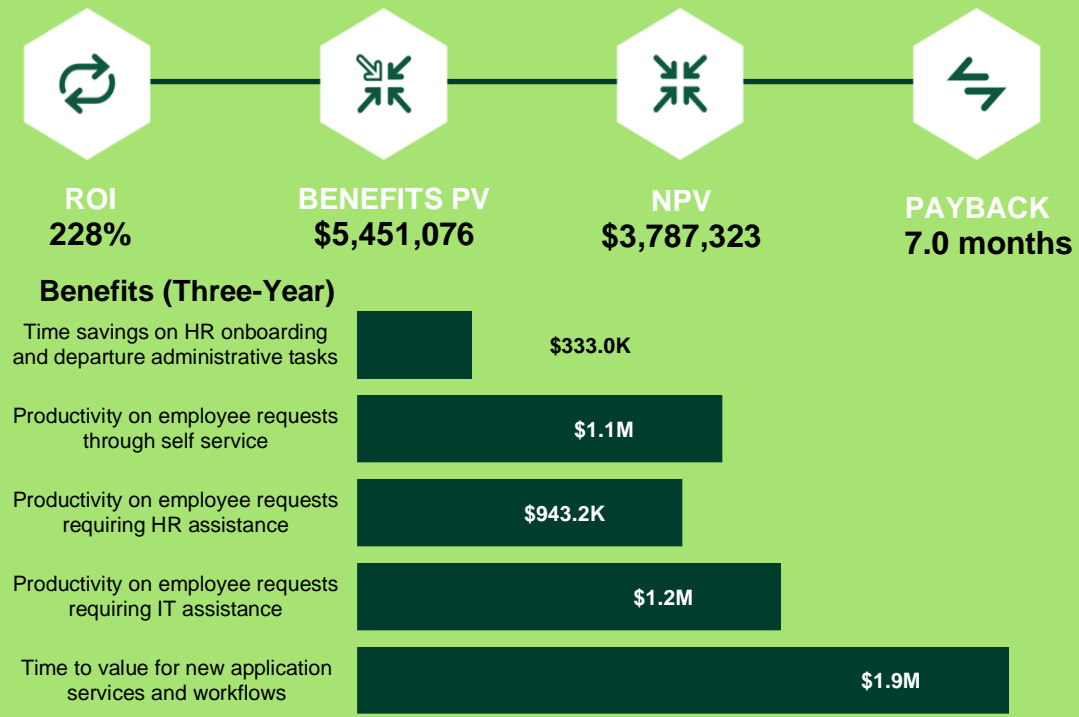 ROI
228%
BENEFITS PV
$5,451,076
NPV
$3,787,323
PAYBACK
7.0 months
Benefits (Three-Year)
Time savings on HR onboarding
and departure administrative tasks
$333.0K
Productivity on employee requests
through self service
$1.1M
Productivity on employee requests
requiring HR assistance
$943.2K
Productivity on employee requests
requiring IT assistance
$1.2M
Time to value for new application
services and workflows
$1.9M